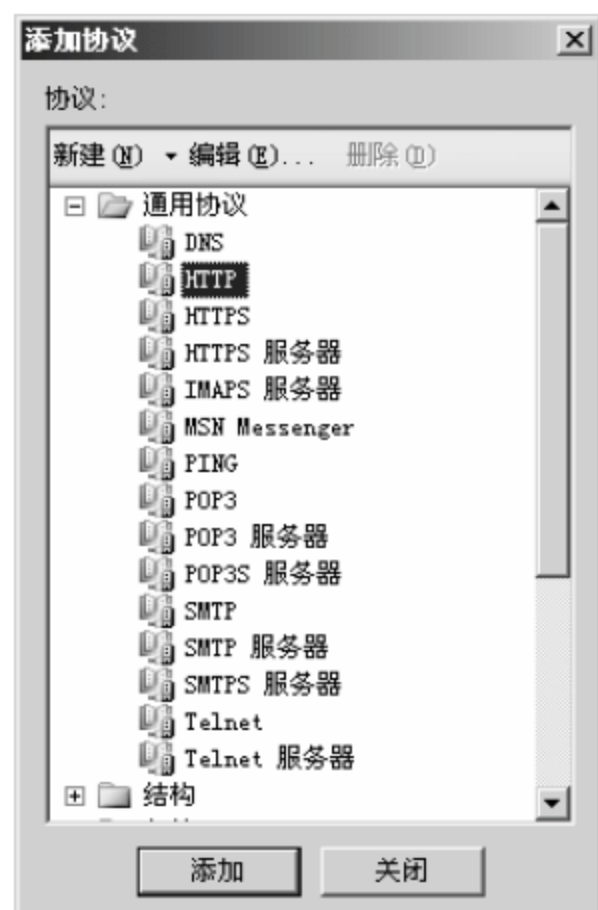 添加协议
协议:
新建(N) 编辑(E)... 删除(D)
通用协议
DNS
HTTP
HTTPS
HTTPS 服务器
IMAPS 服务器
MSN Messenger
PING
POP3
POP3 服务器
POP3S 服务器
SMTP
SMTP 服务器
SMTPS 服务器
Telnet
Telnet 服务器
结构
添加 关闭